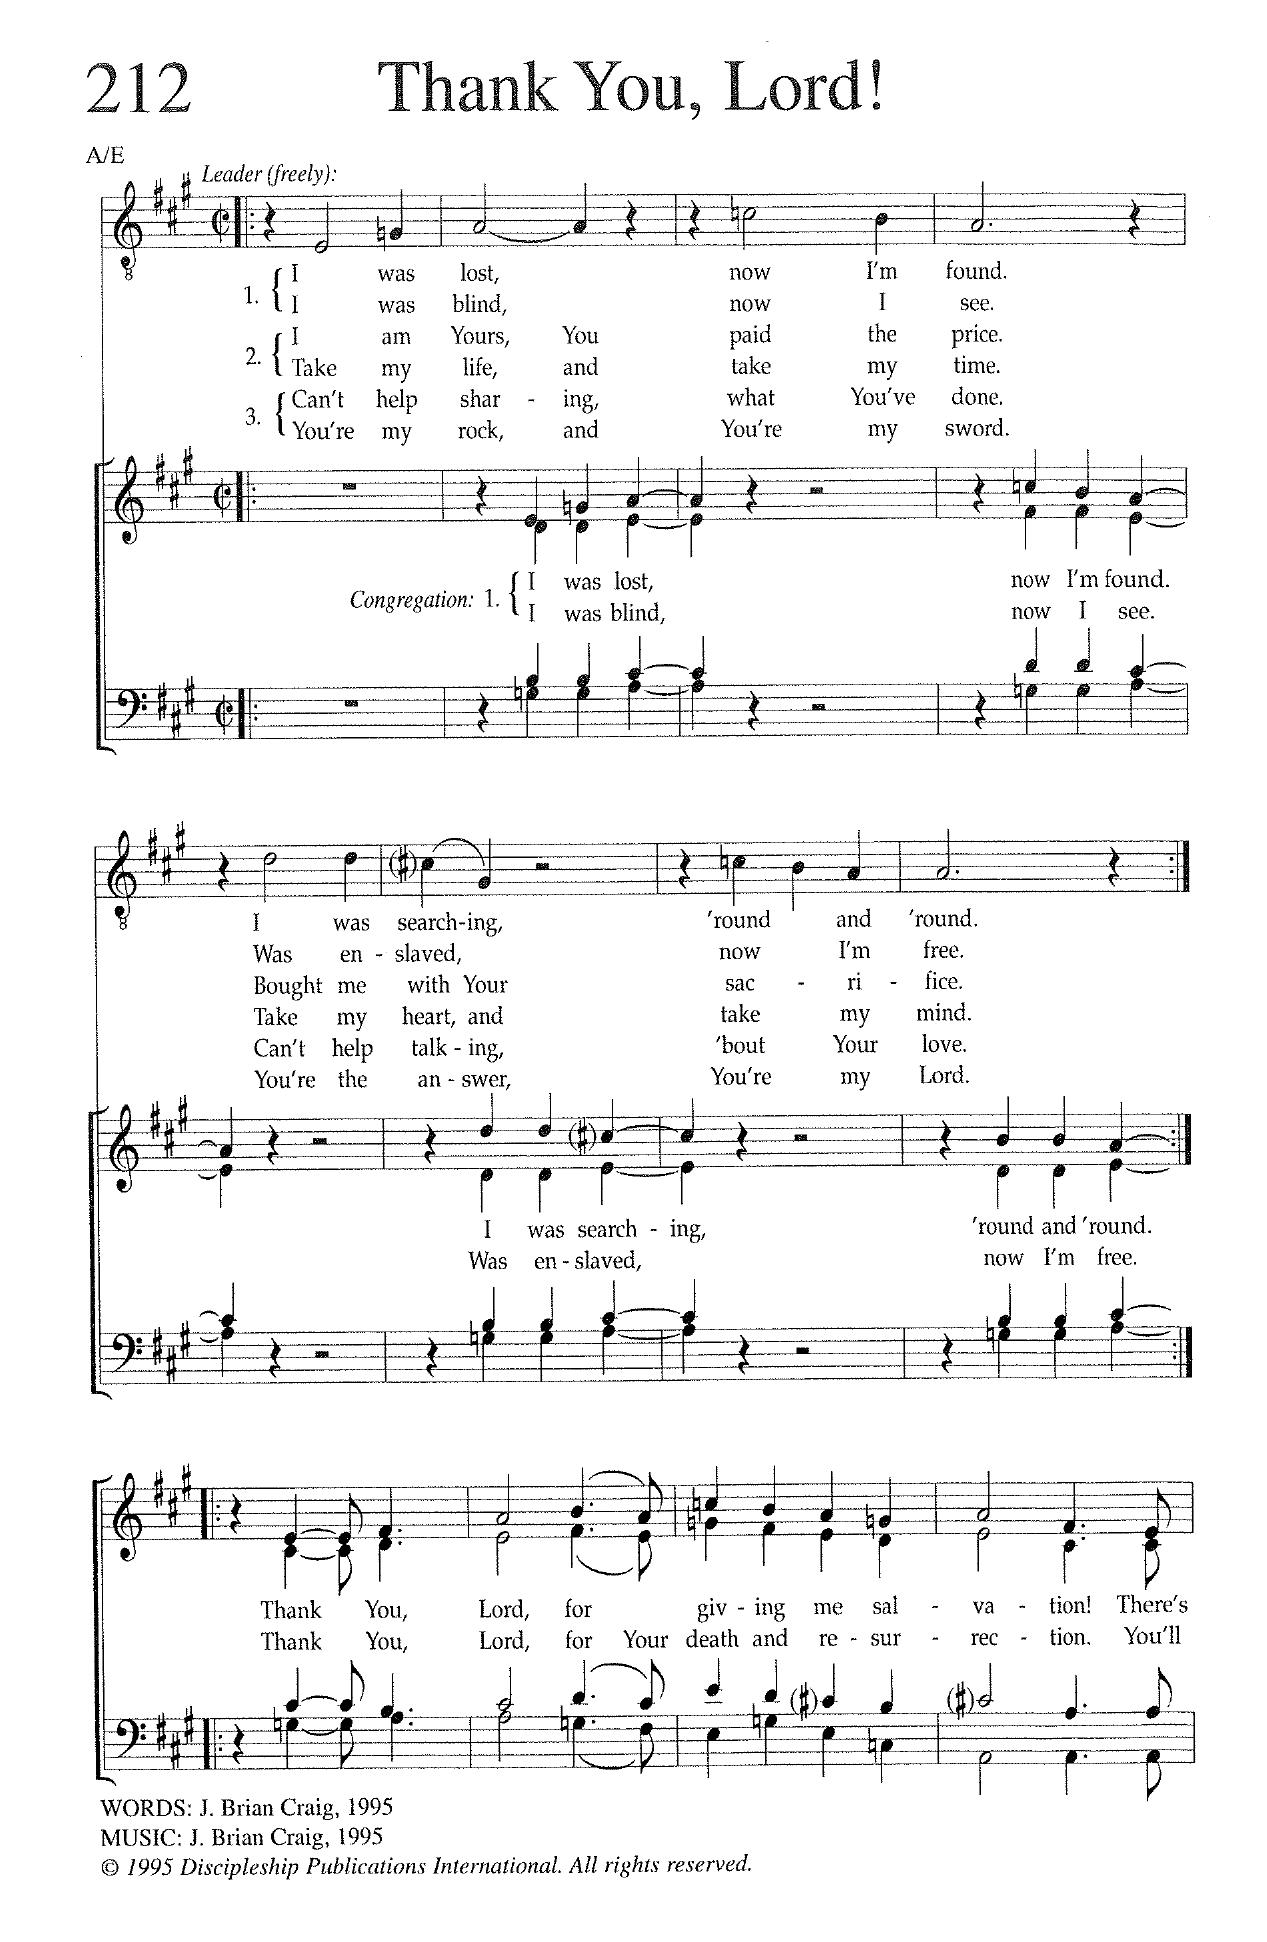 212 Thank You, Lord!
A/E
Leader (freely):
1. { I was lost, now I'm found.
I was blind, now I see.
2. { I am Yours, You paid the price.
Take my life, and take my time.
3. { Can't help shar - ing, what You've done.
You're my rock, and You're my sword.
Congregation: 1. { I was lost, now I'm found.
I was blind, now I see.
I was search-ing, 'round and 'round.
Was en - slaved, now I'm free.
Bought me with Your sac - ri - fice.
Take my heart, and take my mind.
Can't help talk - ing, 'bout Your love.
You're the an - swer, You're my Lord.
I was search - ing, 'round and 'round.
Was en - slaved, now I'm free.
Thank You, Lord, for giv - ing me sal - va - tion! There's
Thank You, Lord, for Your death and re - sur - rec - tion. You'll
WORDS: J. Brian Craig, 1995
MUSIC: J. Brian Craig, 1995
© 1995 Discipleship Publications International. All rights reserved.